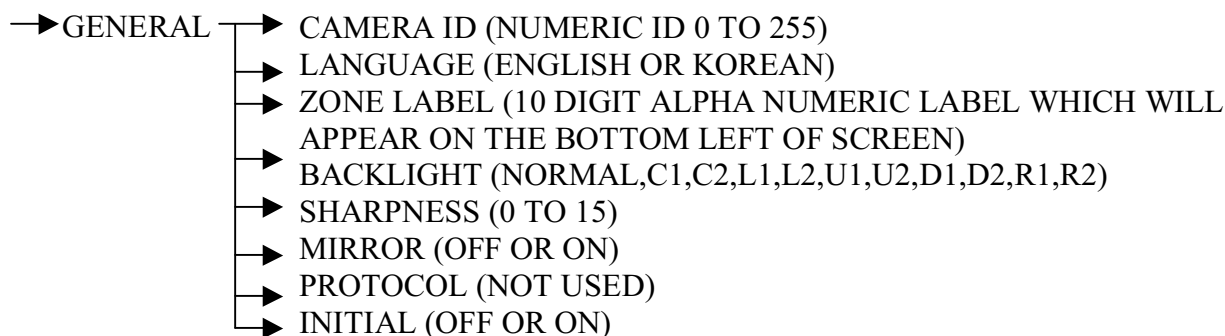 GENERAL
CAMERA ID (NUMERIC ID 0 TO 255)
LANGUAGE (ENGLISH OR KOREAN)
ZONE LABEL (10 DIGIT ALPHA NUMERIC LABEL WHICH WILL
APPEAR ON THE BOTTOM LEFT OF SCREEN)
BACKLIGHT (NORMAL,C1,C2,L1,L2,U1,U2,D1,D2,R1,R2)
SHARPNESS (0 TO 15)
MIRROR (OFF OR ON)
PROTOCOL (NOT USED)
INITIAL (OFF OR ON)